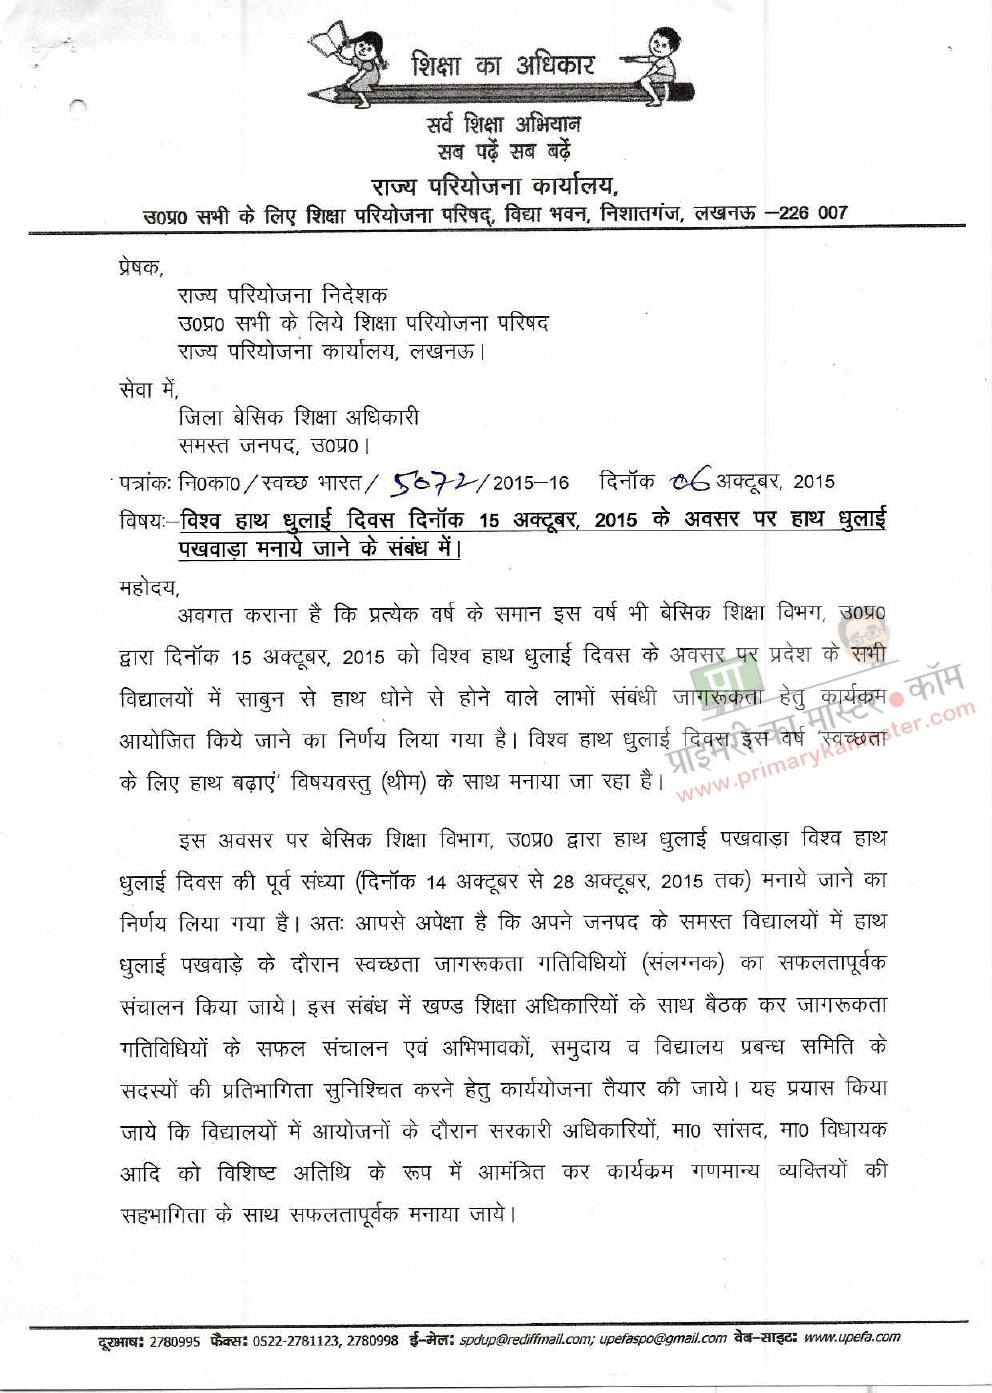 शिक्षा का अधिकार
सर्व शिक्षा अभियान
सब पढ़ें सब बढ़ें
राज्य परियोजना कार्यालय,
उ0प्र0 सभी के लिए शिक्षा परियोजना परिषद्, विद्या भवन, निशातगंज, लखनऊ –226 007
प्रेषक,
राज्य परियोजना निदेशक
उ0प्र0 सभी के लिये शिक्षा परियोजना परिषद
राज्य परियोजना कार्यालय, लखनऊ।
सेवा में,
जिला बेसिक शिक्षा अधिकारी
समस्त जनपद, उ0प्र0।
पत्रांकः नि0का0/स्वच्छ भारत/ 5072/2015–16 दिनॉक 06 अक्टूबर, 2015
विषयः–विश्व हाथ धुलाई दिवस दिनॉक 15 अक्टूबर, 2015 के अवसर पर हाथ धुलाई
पखवाड़ा मनाये जाने के संबंध में।
महोदय,
अवगत कराना है कि प्रत्येक वर्ष के समान इस वर्ष भी बेसिक शिक्षा विभग, उ0प्र0
द्वारा दिनॉक 15 अक्टूबर, 2015 को विश्व हाथ धुलाई दिवस के अवसर पर प्रदेश के सभी
विद्यालयों में साबुन से हाथ धोने से होने वाले लाभों संबंधी जागरूकता हेतु कार्यक्रम
आयोजित किये जाने का निर्णय लिया गया है। विश्व हाथ धुलाई दिवस इस वर्ष 'स्वच्छता
के लिए हाथ बढ़ाएं' विषयवस्तु (थीम) के साथ मनाया जा रहा है।
पा
प्राइमरी का मास्टर.कॉम
www.primarykamaster.com
इस अवसर पर बेसिक शिक्षा विभाग, उ0प्र0 द्वारा हाथ धुलाई पखवाड़ा विश्व हाथ
धुलाई दिवस की पूर्व संध्या (दिनॉक 14 अक्टूबर से 28 अक्टूबर, 2015 तक) मनाये जाने का
निर्णय लिया गया है। अतः आपसे अपेक्षा है कि अपने जनपद के समस्त विद्यालयों में हाथ
धुलाई पखवाड़े के दौरान स्वच्छता जागरूकता गतिविधियों (संलग्नक) का सफलतापूर्वक
संचालन किया जाये। इस संबंध में खण्ड शिक्षा अधिकारियों के साथ बैठक कर जागरूकता
गतिविधियों के सफल संचालन एवं अभिभावकों, समुदाय व विद्यालय प्रबन्ध समिति के
सदस्यों की प्रतिभागिता सुनिश्चित करने हेतु कार्ययोजना तैयार की जाये। यह प्रयास किया
जाये कि विद्यालयों में आयोजनों के दौरान सरकारी अधिकारियों, मा0 सांसद, मा0 विधायक
आदि को विशिष्ट अतिथि के रूप में आमंत्रित कर कार्यक्रम गणमान्य व्यक्तियों की
सहभागिता के साथ सफलतापूर्वक मनाया जाये।
दूरभाषः 2780995 फैक्सः 0522-2781123, 2780998 ई–मेलः spdup@rediffmail.com; upefaspo@gmail.com वेब–साइटः www.upefa.com